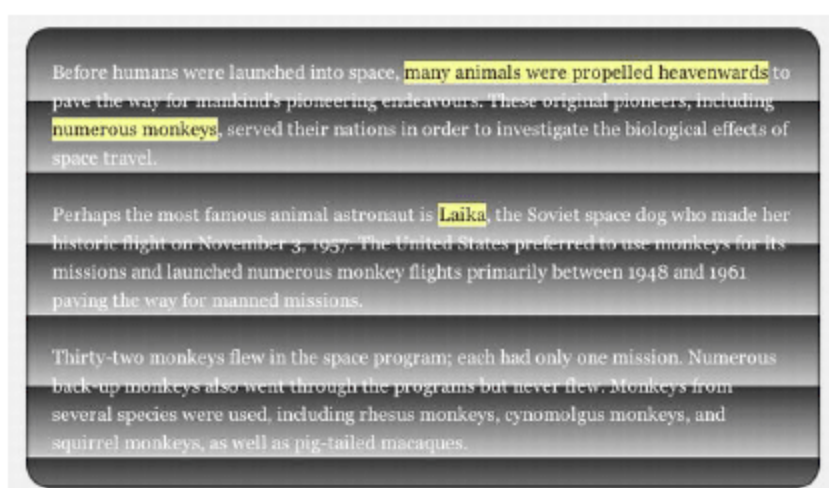 Before humans were launched into space, many animals were propelled heavenwards to
pave the way for mankind's pioneering endeavours. These original pioneers, including
numerous monkeys, served their nations in order to investigate the biological effects of
space travel.
Perhaps the most famous animal astronaut is Laika, the Soviet space dog who made her
historic flight on November 3, 1957. The United States preferred to use monkeys for its
missions and launched numerous monkey flights primarily between 1948 and 1961
paving the way for manned missions.
Thirty-two monkeys flew in the space program; each had only one mission. Numerous
back-up monkeys also went through the programs but never flew. Monkeys from
several species were used, including rhesus monkeys, cynomolgus monkeys, and
squirrel monkeys, as well as pig-tailed macaques.